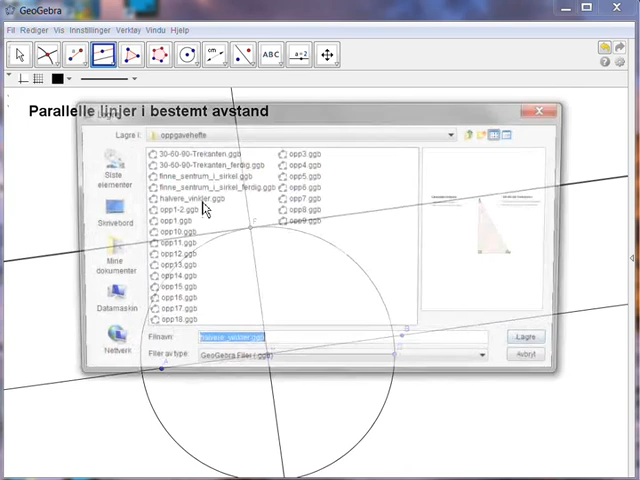 GeoGebra
Fil Rediger Vis Innstillinger Verktøy Vindu Hjelp
ABC
a=2
Parallelle linjer i bestemt avstand
Lagre i:
oppgavehefte
30-60-90-Trekanten.ggb
30-60-90-Trekanten_ferdig.ggb
finne_sentrum_i_sirkel.ggb
finne_sentrum_i_sirkel_ferdig.ggb
halvere_vinkler.ggb
opp1-2.ggb
opp1.ggb
opp10.ggb
opp11.ggb
opp12.ggb
opp13.ggb
opp14.ggb
opp15.ggb
opp16.ggb
opp17.ggb
opp18.ggb
opp3.ggb
opp4.ggb
opp5.ggb
opp6.ggb
opp7.ggb
opp8.ggb
opp9.ggb
Siste
elementer
Skrivebord
Mine
dokumenter
Datamaskin
Nettverk
Filnavn:
halvere_vinkler.ggb
Lagre
Filer av type:
GeoGebra Filer (.ggb)
Avbryt
F
B
A